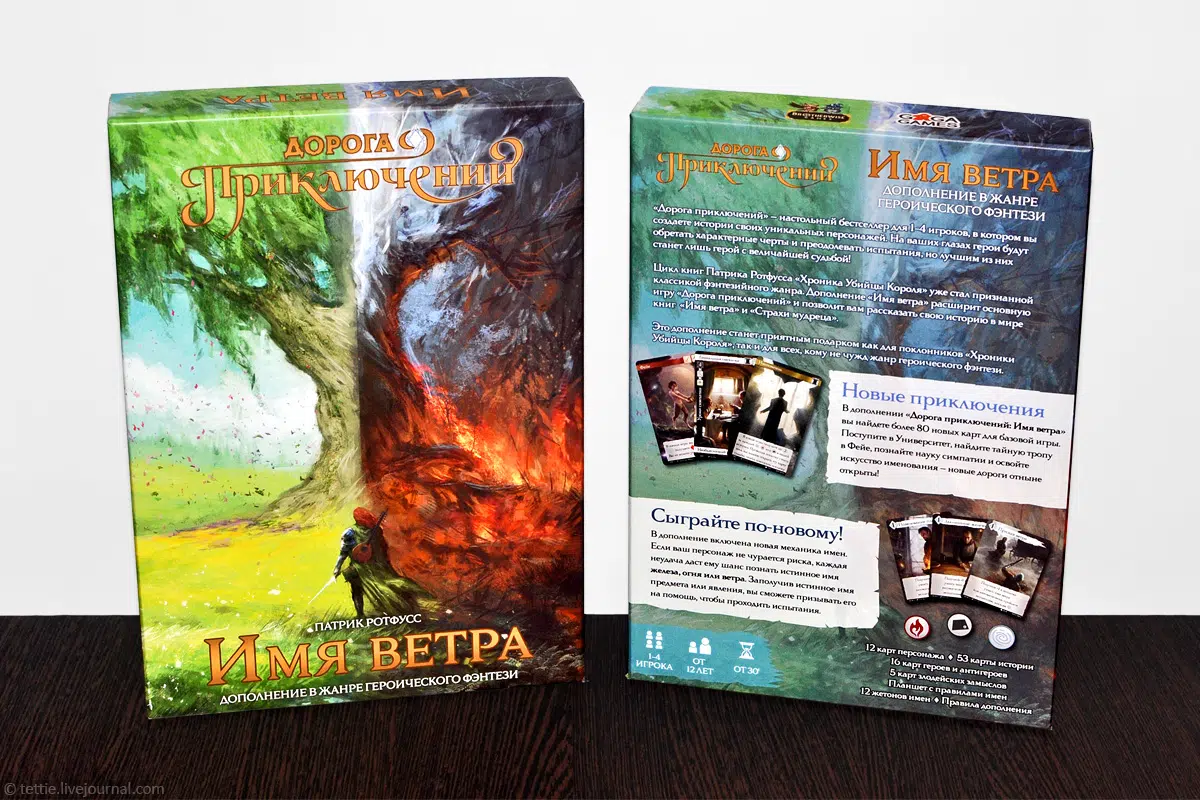 ИМЯ ВЕТРА
ДОРОГА
ПРИКЛЮЧЕНИЙ
ПАТРИК РОТФУСС
ИМЯ ВЕТРА
ДОПОЛНЕНИЕ В ЖАНРЕ ГЕРОИЧЕСКОГО ФЭНТЕЗИ
BROTHERWISE
GAMES
GAGA
GAMES
ДОРОГА
ПРИКЛЮЧЕНИЙ
ИМЯ ВЕТРА
ДОПОЛНЕНИЕ В ЖАНРЕ
ГЕРОИЧЕСКОГО ФЭНТЕЗИ
«Дорога приключений» – настольный бестселлер для 1-4 игроков, в котором вы
создаете истории своих уникальных персонажей. На ваших глазах герои будут
обретать характерные черты и преодолевать испытания, но лучшим из них
станет лишь герой с величайшей судьбой!
Цикл книг Патрика Ротфусса «Хроника Убийцы Короля» уже стал признанной
классикой фэнтезийного жанра. Дополнение «Имя ветра» расширит основную
игру «Дорога приключений» и позволит вам рассказать свою историю в мире
книг «Имя ветра» и «Страхи мудреца».
Это дополнение станет приятным подарком как для поклонников «Хроники
Убийцы Короля», так и для всех, кому не чужд жанр героического фэнтези.
Новые приключения
В дополнении «Дорога приключений: Имя ветра»
вы найдете более 80 новых карт для базовой игры.
Поступите в Университет, найдите тайную тропу
в Фейе, познайте науку симпатии и освойте
искусство именования – новые дороги отныне
открыты!
Сыграйте по-новому!
В дополнение включена новая механика имен.
Если ваш персонаж не чурается риска, каждая
неудача даст ему шанс познать истинное имя
железа, огня или ветра. Заполучив истинное имя
предмета или явления, вы сможете призывать его
на помощь, чтобы проходить испытания.
1-4
ИГРОКА
ОТ
12 ЛЕТ
ОТ 30'
12 карт персонажа ♦ 53 карты истории
16 карт героев и антигероев
5 карт злодейских замыслов
Планшет с правилами имен
12 жетонов имен ♦ Правила дополнения
© tettie.livejournal.com